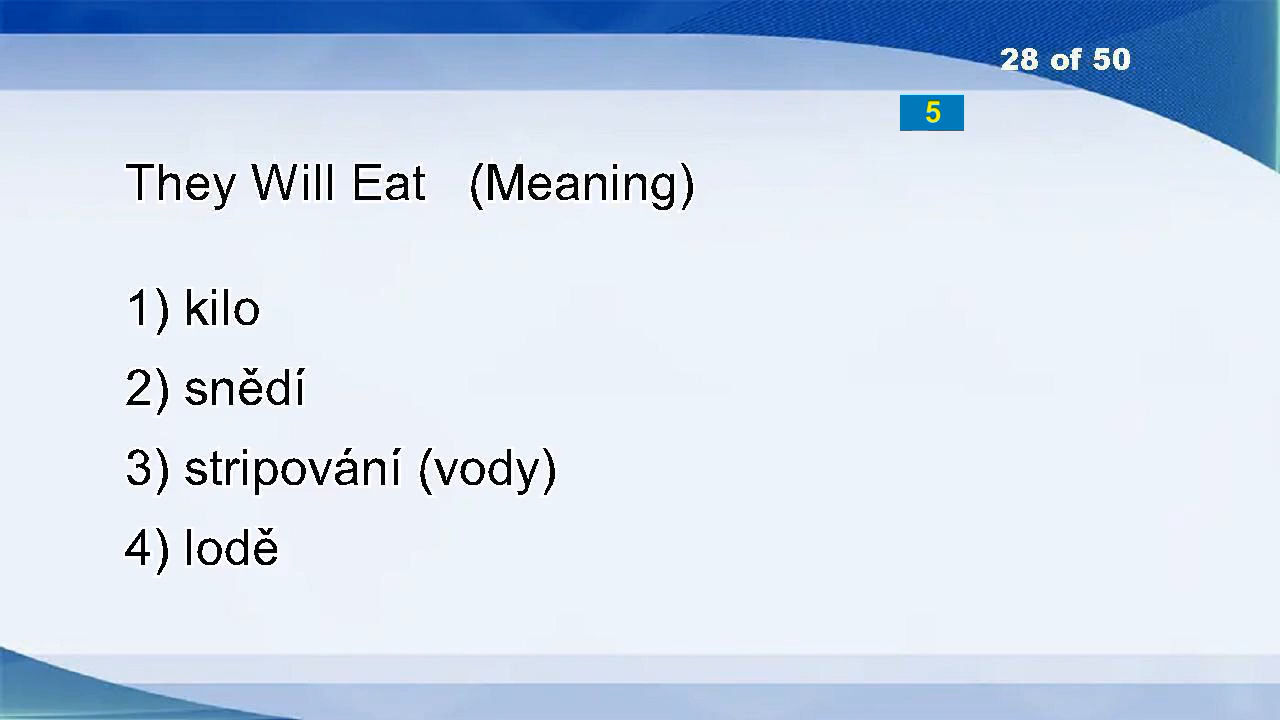 28 of 50
5
They Will Eat (Meaning)
1) kilo
2) snědí
3) stripování (vody)
4) lodě